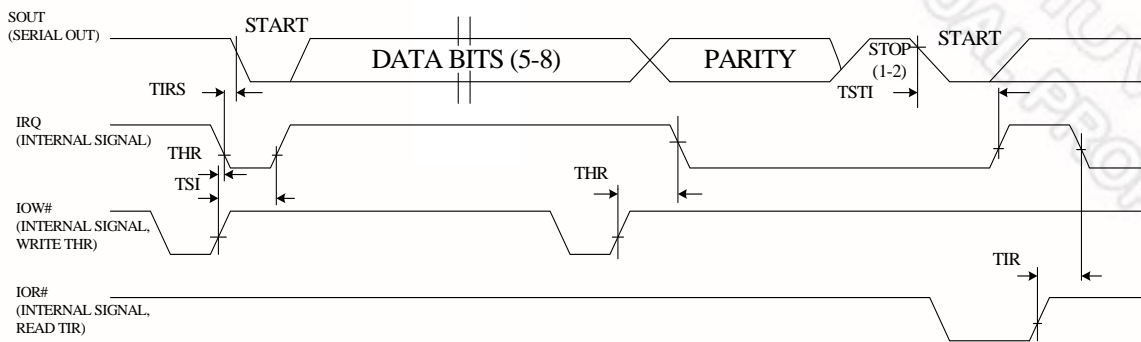 SOUT
(SERIAL OUT)
START
DATA BITS (5-8)
PARITY
STOP
(1-2)
START
TIRS
TSTI
IRQ
(INTERNAL SIGNAL)
THR
TSI
THR
IOW#
(INTERNAL SIGNAL,
WRITE THR)
TIR
IOR#
(INTERNAL SIGNAL,
READ TIR)